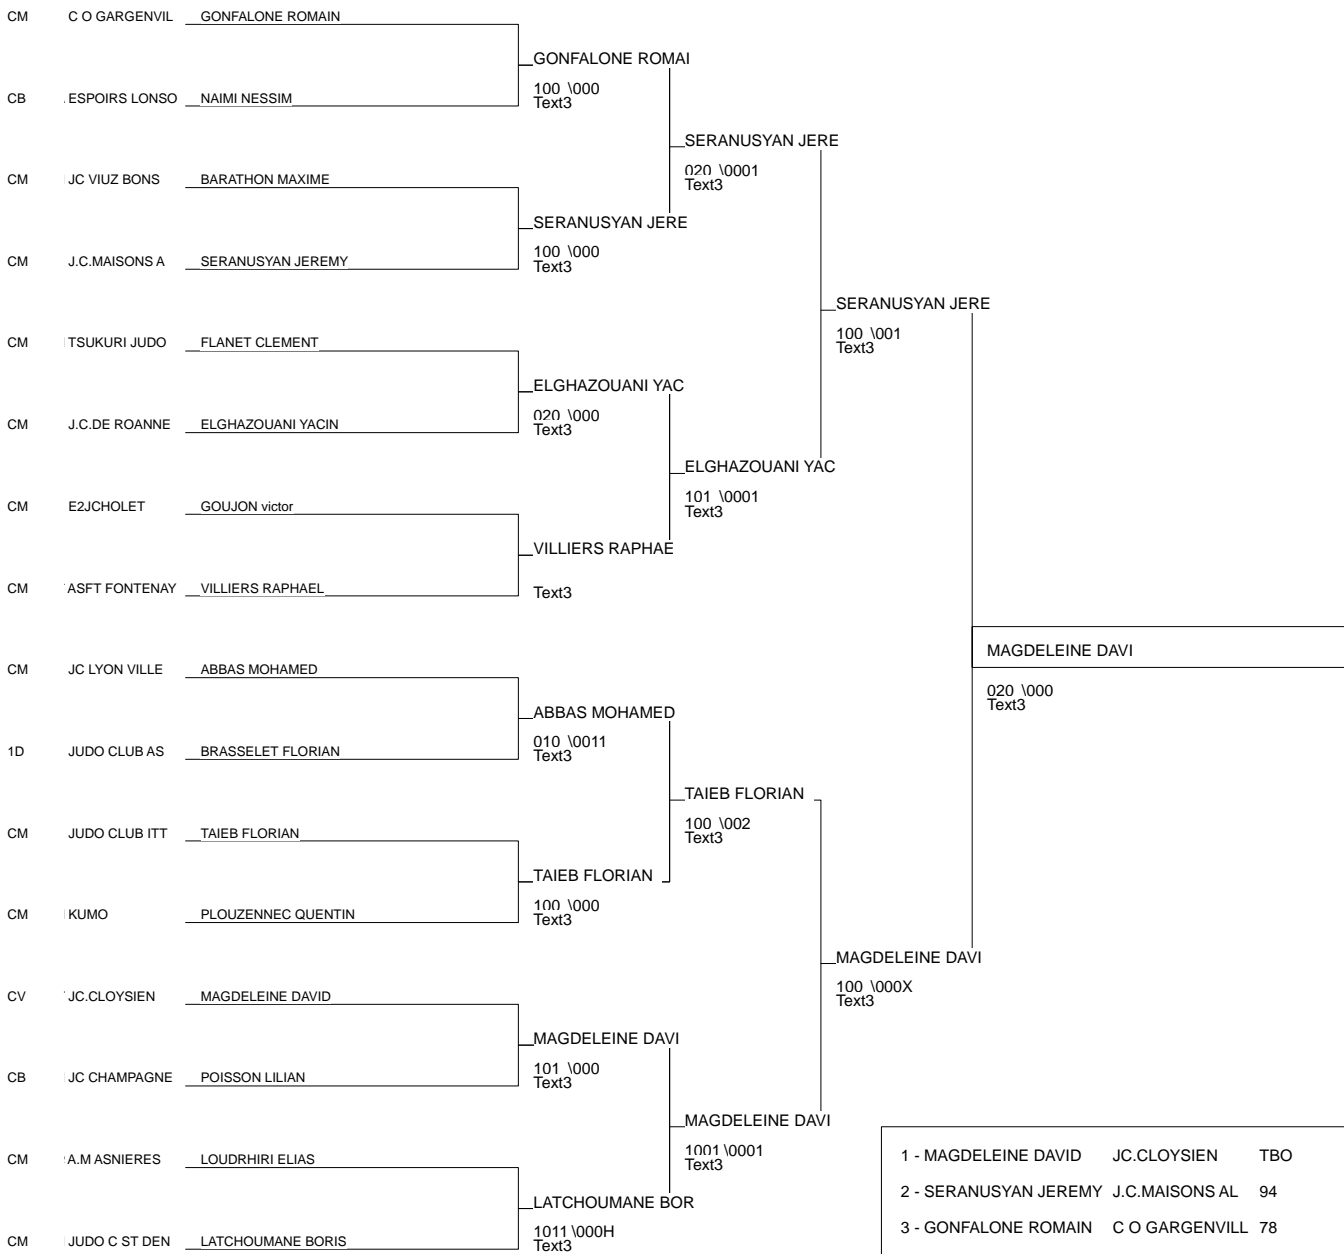 CM C O GARGENVIL GONFALONE ROMAIN
GONFALONE ROMAI
100 \000
Text3
CB ESPOIRS LONSO NAIMI NESSIM
SERANUSYAN JERE
020 \0001
Text3
CM JC VIUZ BONS BARATHON MAXIME
SERANUSYAN JERE
100 \000
Text3
CM J.C.MAISONS A SERANUSYAN JEREMY
SERANUSYAN JERE
100 \001
Text3
CM TSUKURI JUDO FLANET CLEMENT
ELGHAZOUANI YAC
020 \000
Text3
CM J.C.DE ROANNE ELGHAZOUANI YACIN
ELGHAZOUANI YAC
101 \0001
Text3
CM E2JCHOLET GOUJON victor
VILLIERS RAPHAE
Text3
CM ASFT FONTENAY VILLIERS RAPHAEL
MAGDELEINE DAVI
020 \000
Text3
CM JC LYON VILLE ABBAS MOHAMED
ABBAS MOHAMED
010 \0011
Text3
1D JUDO CLUB AS BRASSELET FLORIAN
TAIEB FLORIAN
100 \002
Text3
CM JUDO CLUB ITT TAIEB FLORIAN
TAIEB FLORIAN
100 \000
Text3
CM KUMO PLOUZENNEC QUENTIN
MAGDELEINE DAVI
100 \000X
Text3
CV JC.CLOYSIEN MAGDELEINE DAVID
MAGDELEINE DAVI
101 \000
Text3
CB JC CHAMPAGNE POISSON LILIAN
MAGDELEINE DAVI
1001 \0001
Text3
CM A.M ASNIERES LOUDRHIRI ELIAS
LATCHOUMANE BOR
1011 \000H
Text3
CM JUDO C ST DEN LATCHOUMANE BORIS
1 - MAGDELEINE DAVID JC.CLOYSIEN TBO
2 - SERANUSYAN JEREMY J.C.MAISONS AL 94
3 - GONFALONE ROMAIN C O GARGENVILL 78